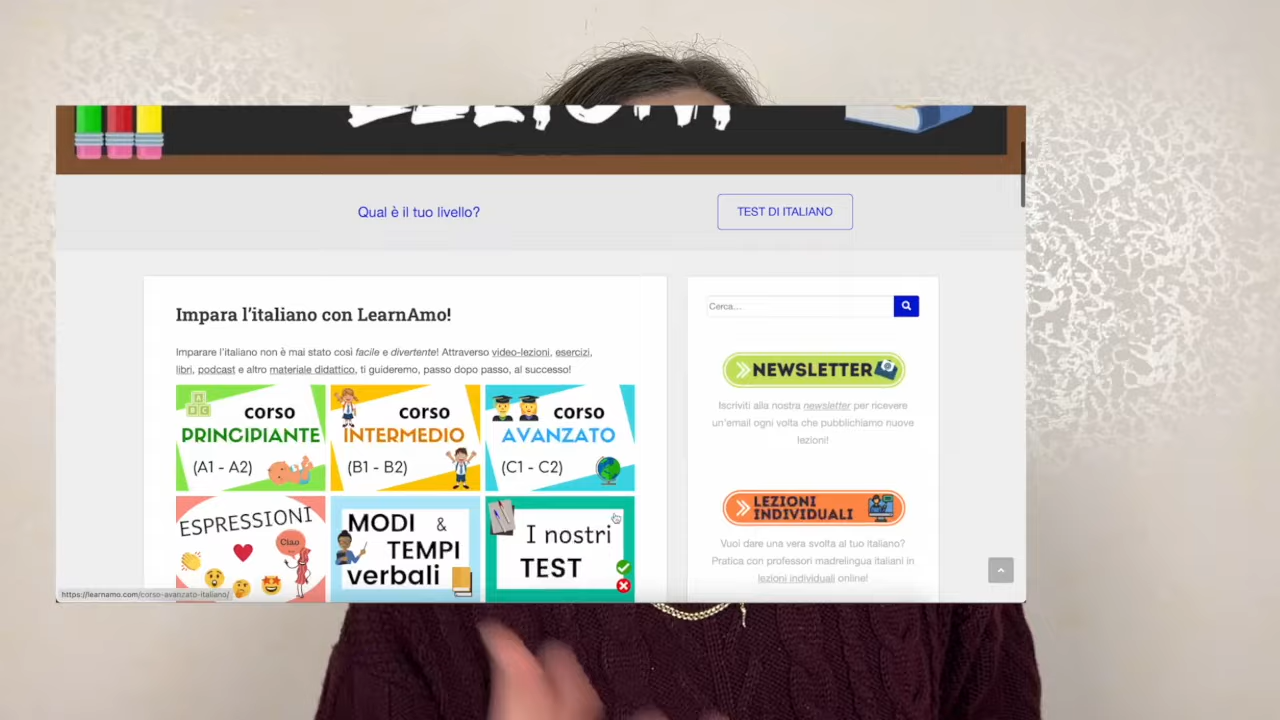 LEZIONI
Qual è il tuo livello?
TEST DI ITALIANO
Impara l'italiano con LearnAmo!
Imparare l'italiano non è mai stato così facile e divertente! Attraverso video-lezioni, esercizi,
libri, podcast e altro materiale didattico, ti guideremo, passo dopo passo, al successo!
corso
PRINCIPIANTE
(A1 - A2)
corso
INTERMEDIO
(B1 - B2)
corso
AVANZATO
(C1 - C2)
ESPRESSIONI
Ciao
MODI &
TEMPI
verbali
I nostri
TEST
Cerca...
NEWSLETTER
Iscriviti alla nostra newsletter per ricevere
un'email ogni volta che pubblichiamo nuove
lezioni!
LEZIONI
INDIVIDUALI
Vuoi dare una vera svolta al tuo Italiano?
Pratica con professori madrelingua italiani in
lezioni individuali online!
https://learnamo.com/corso-avanzato-italiano/